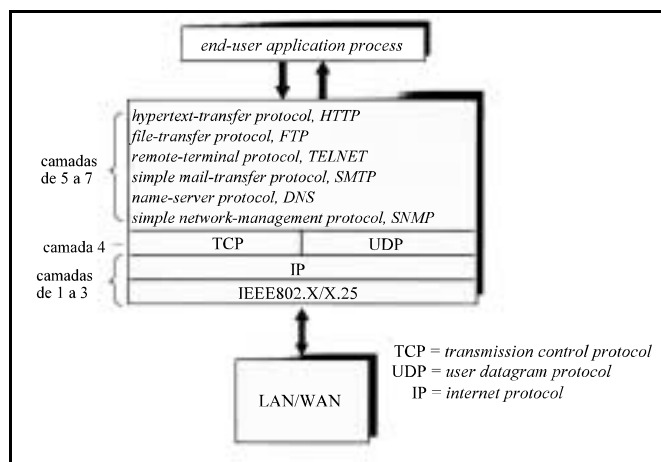 end-user application process
hypertext-transfer protocol, HTTP
file-transfer protocol, FTP
remote-terminal protocol, TELNET
simple mail-transfer protocol, SMTP
name-server protocol, DNS
simple network-management protocol, SNMP
camadas
de 5 a 7
camada 4
TCP
UDP
camadas
de 1 a 3
IP
IEEE802.X/X.25
LAN/WAN
TCP = transmission control protocol
UDP = user datagram protocol
IP = internet protocol